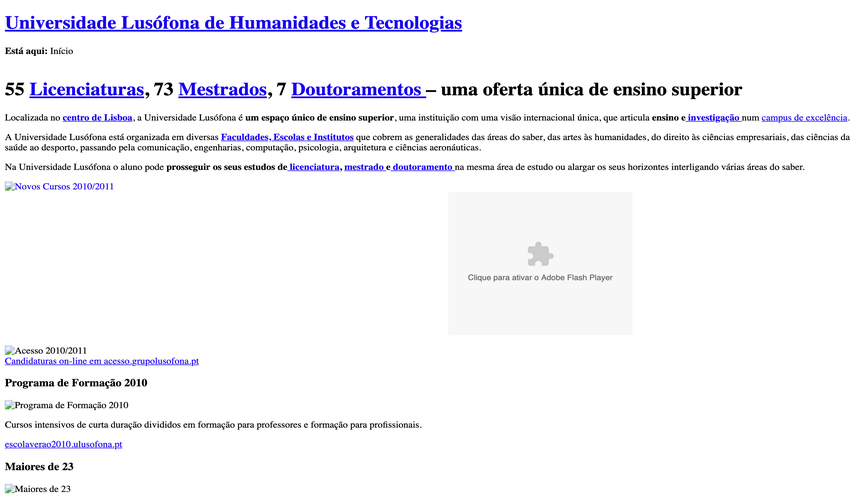 Universidade Lusófona de Humanidades e Tecnologias
Está aqui: Início
55 Licenciaturas, 73 Mestrados, 7 Doutoramentos – uma oferta única de ensino superior
Localizada no centro de Lisboa, a Universidade Lusófona é um espaço único de ensino superior, uma instituição com uma visão internacional única, que articula ensino e investigação num campus de excelência.
A Universidade Lusófona está organizada em diversas Faculdades, Escolas e Institutos que cobrem as generalidades das áreas do saber, das artes às humanidades, do direito às ciências empresariais, das ciências da
saúde ao desporto, passando pela comunicação, engenharias, computação, psicologia, arquitetura e ciências aeronáuticas.
Na Universidade Lusófona o aluno pode prosseguir os seus estudos de licenciatura, mestrado e doutoramento na mesma área de estudo ou alargar os seus horizontes interligando várias áreas do saber.
Novos Cursos 2010/2011
Clique para ativar o Adobe Flash Player
Acesso 2010/2011
Candidaturas on-line em acesso.grupolusofona.pt
Programa de Formação 2010
Programa de Formação 2010
Cursos intensivos de curta duração divididos em formação para professores e formação para profissionais.
escolaverao2010.ulusofona.pt
Maiores de 23
Maiores de 23